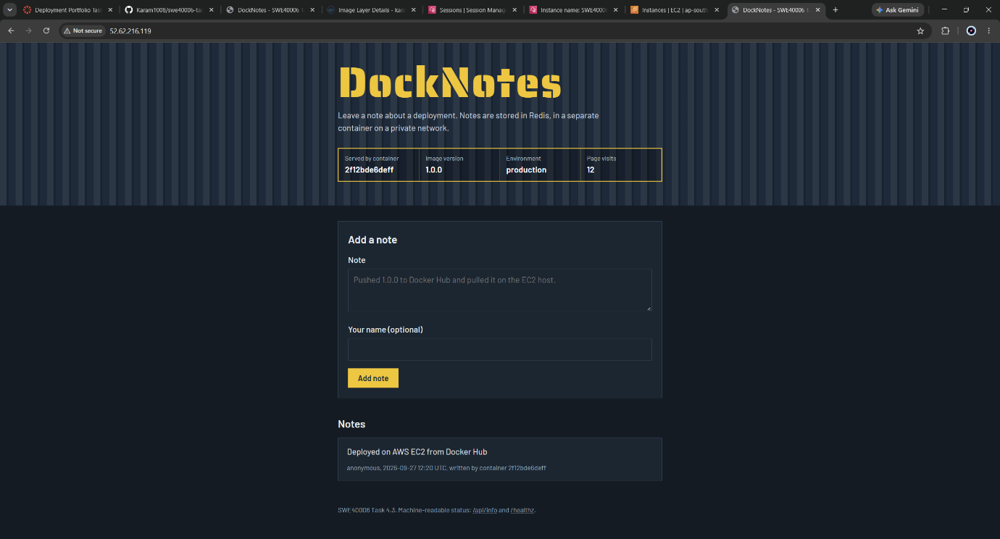 Deployment Portfolio Task
Karam1008/swe40006-ta
DockNotes - SWE40006 T
Image Layer Details - kara
Sessions | Session Manag
Instance name: SWE4000
Instances | EC2 | ap-south
DockNotes - SWE40006 T
Ask Gemini
Not secure
52.62.216.119
DockNotes
Leave a note about a deployment. Notes are stored in Redis, in a separate
container on a private network.
Served by container
2f12bde6deff
Image version
1.0.0
Environment
production
Page visits
12
Add a note
Note
Pushed 1.0.0 to Docker Hub and pulled it on the EC2 host.
Your name (optional)
Add note
Notes
Deployed on AWS EC2 from Docker Hub
anonymous, 2026-09-27 12:20 UTC, written by container 2f12bde6deff
SWE40006 Task 4.3. Machine-readable status: /api/info and /healthz.